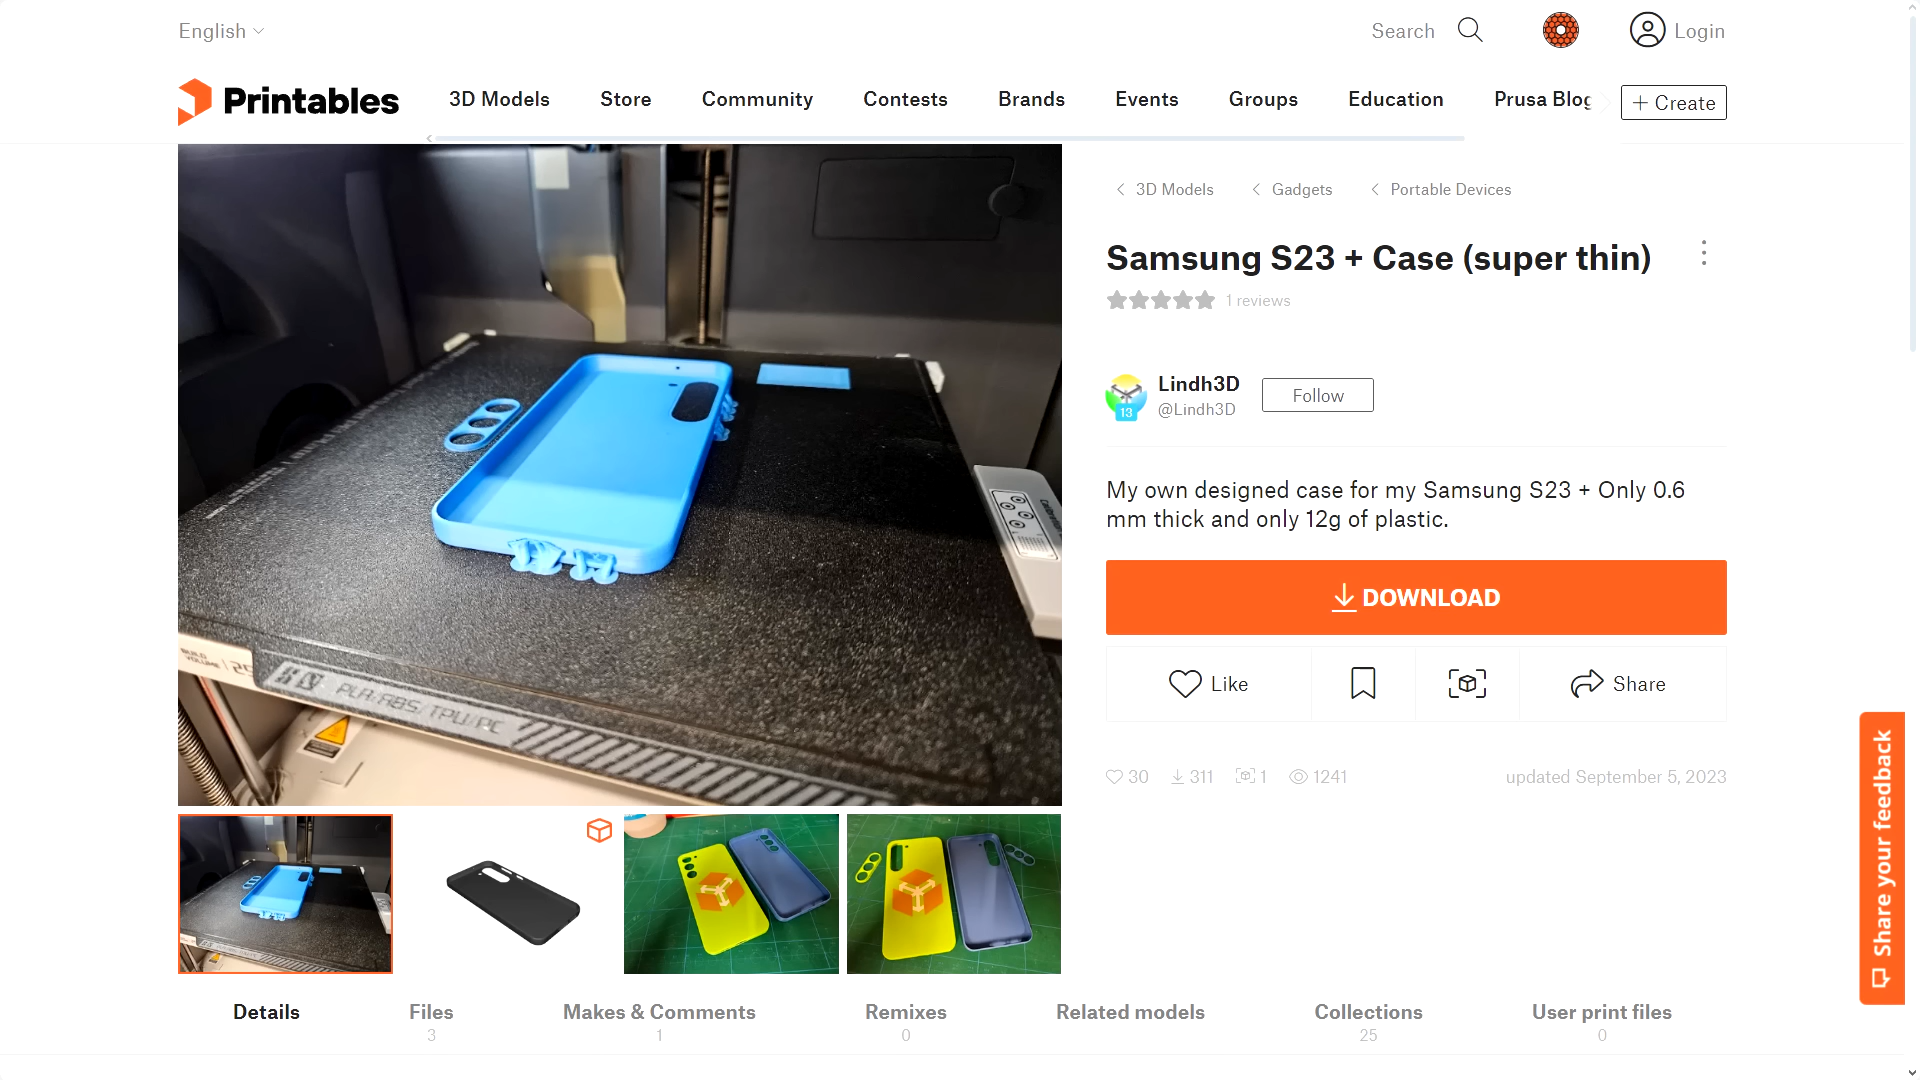 English
Search
Login
Printables
3D Models
Store
Community
Contests
Brands
Events
Groups
Education
Prusa Blog
+ Create
3D Models
Gadgets
Portable Devices
Samsung S23 + Case (super thin)
1 reviews
13
Lindh3D
@Lindh3D
Follow
My own designed case for my Samsung S23 + Only 0.6
mm thick and only 12g of plastic.
DOWNLOAD
Like
Share
30
311
1
1241
updated September 5, 2023
BUILD
VOLUME
PLA/ABS/TPU/PC
Share your feedback
Details
Files
3
Makes & Comments
1
Remixes
0
Related models
Collections
25
User print files
0